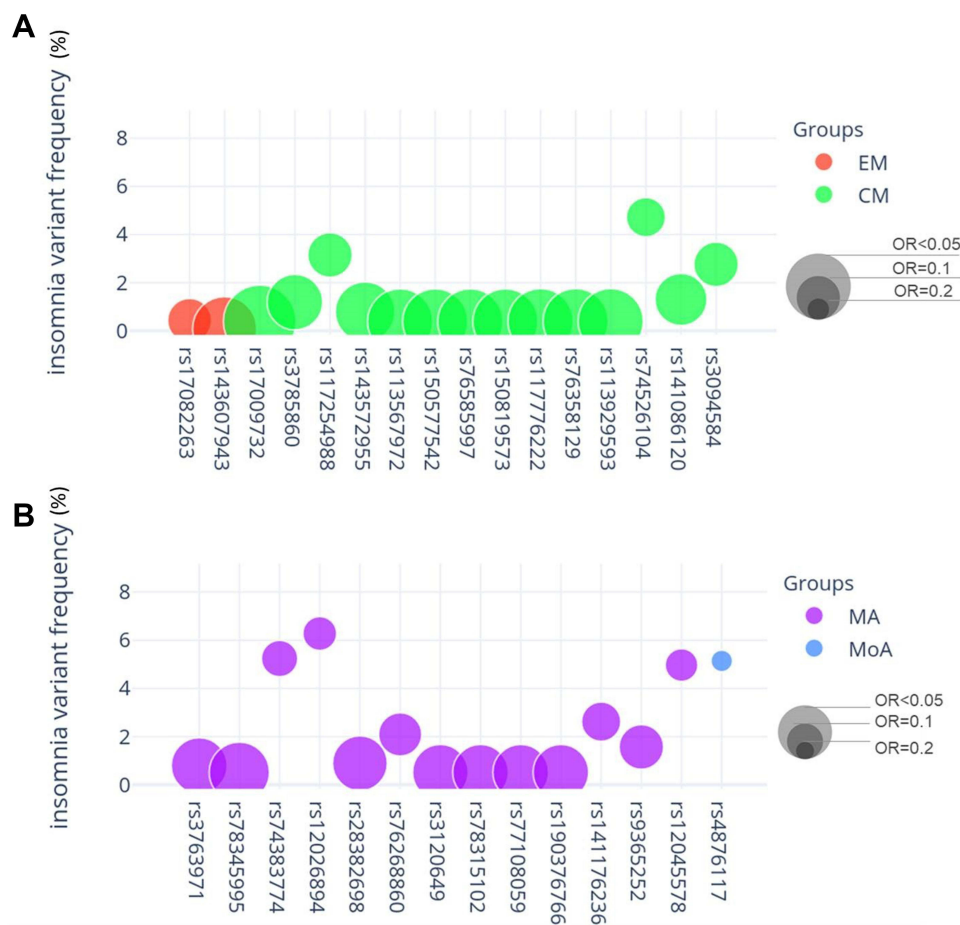 A
insomnia variant frequency (%)
8
6
4
2
0
Groups
EM
CM
OR<0.05
OR=0.1
OR=0.2
rs17082263
rs143607943
rs17009732
rs3785860
rs117254988
rs143572955
rs113567972
rs150577542
rs76585997
rs150819573
rs117776222
rs76358129
rs113929593
rs74526104
rs141086120
rs3094584
B
insomnia variant frequency (%)
8
6
4
2
0
Groups
MA
MoA
OR<0.05
OR=0.1
OR=0.2
rs3763971
rs78345995
rs74383774
rs12026894
rs28382698
rs76268860
rs3120649
rs78315102
rs77108059
rs190376766
rs141176236
rs9365252
rs12045578
rs4876117